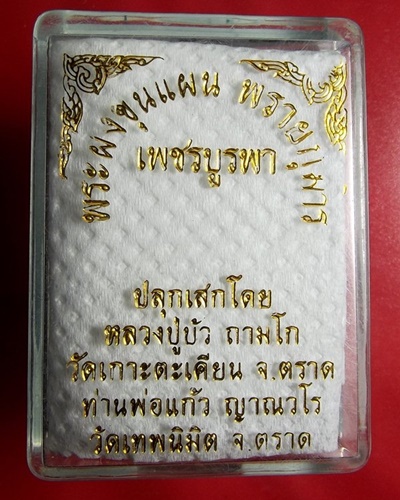 พระผงขุนแผน พรายกุมาร
เพชรบูรพา
ปลุกเสกโดย
หลวงปู่บัว ถามโก
วัดเกาะตะเคียน จ.ตราด
ท่านพ่อแก้ว ญาณวโร
วัดเทพนิมิต จ.ตราด